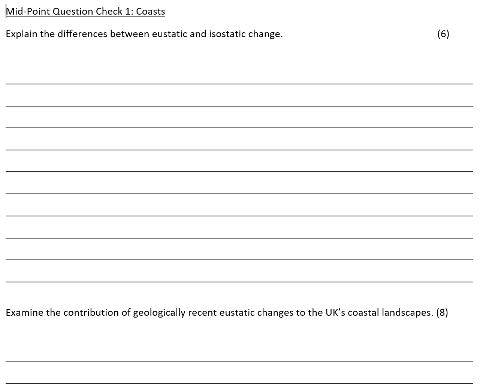 Mid-Point Question Check 1: Coasts
Explain the differences between eustatic and isostatic change. (6)
Examine the contribution of geologically recent eustatic changes to the UK's coastal landscapes. (8)